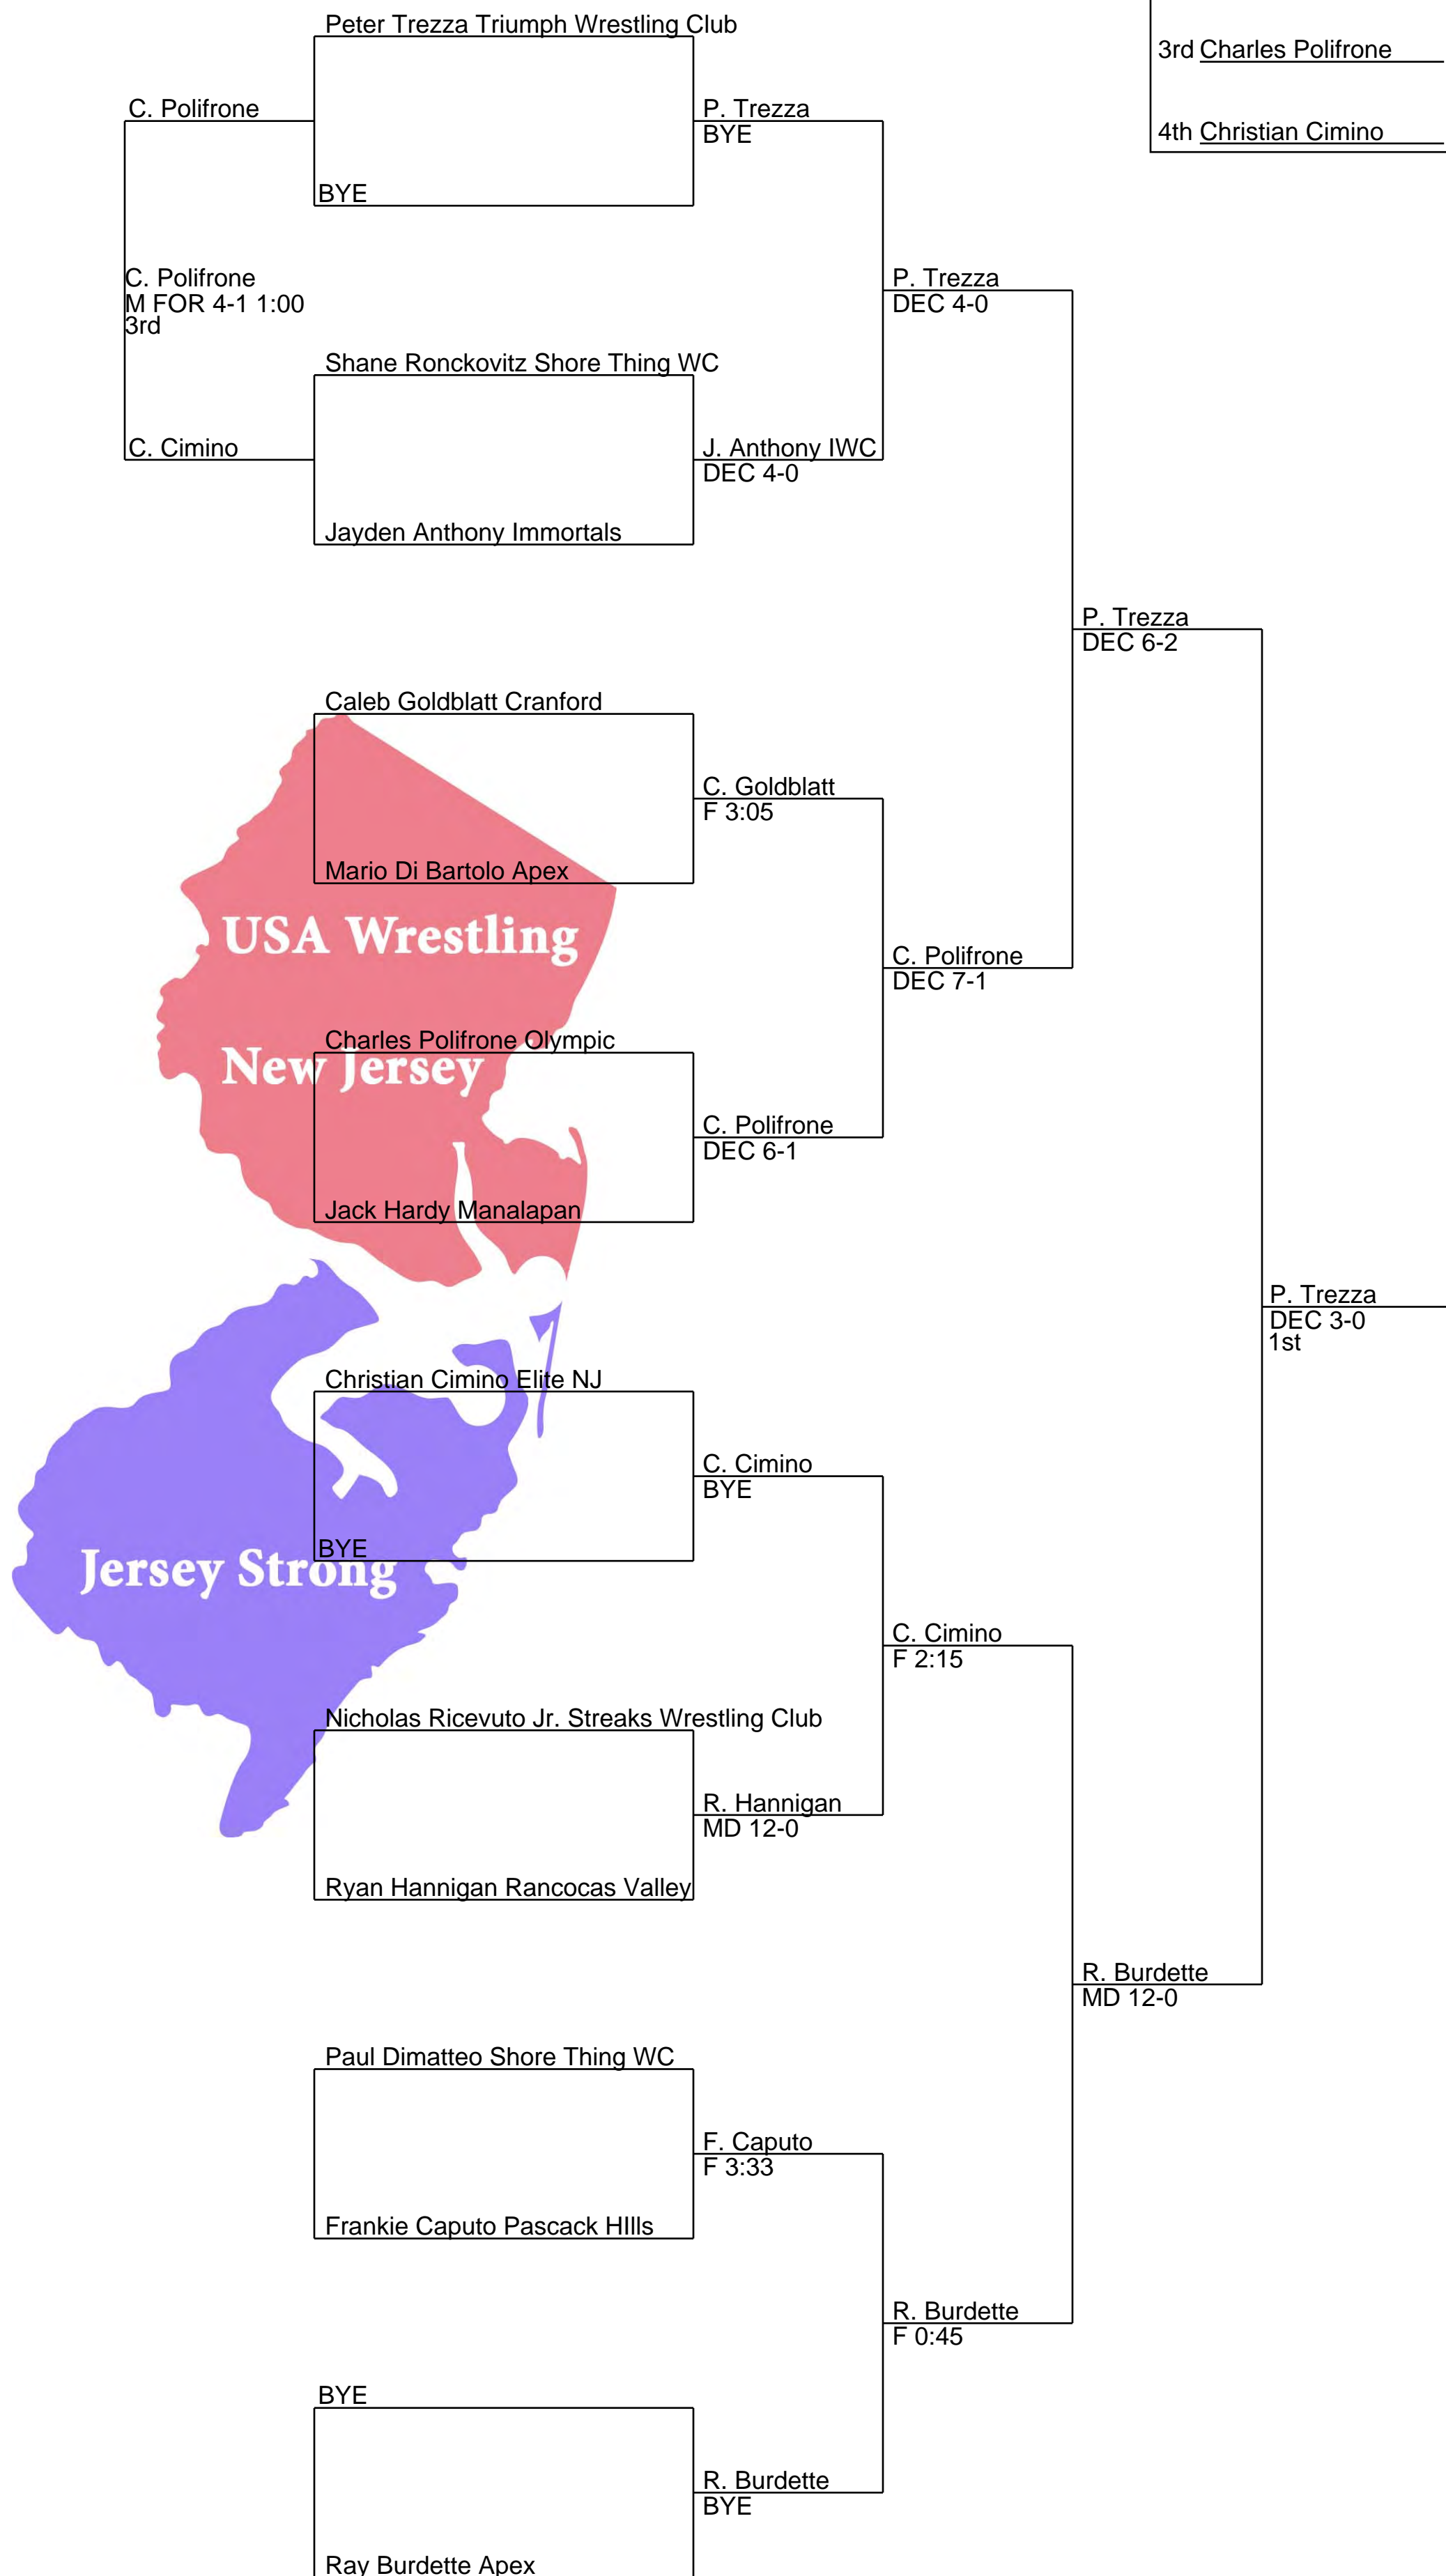 Peter Trezza Triumph Wrestling Club
3rd Charles Polifrone
C. Polifrone
P. Trezza
BYE
4th Christian Cimino
BYE
C. Polifrone
M FOR 4-1 1:00
3rd
P. Trezza
DEC 4-0
Shane Ronckovitz Shore Thing WC
C. Cimino
J. Anthony IWC
DEC 4-0
Jayden Anthony Immortals
P. Trezza
DEC 6-2
Caleb Goldblatt Cranford
C. Goldblatt
F 3:05
Mario Di Bartolo Apex
USA Wrestling
C. Polifrone
DEC 7-1
Charles Polifrone Olympic
New Jersey
C. Polifrone
DEC 6-1
Jack Hardy Manalapan
P. Trezza
DEC 3-0
1st
Christian Cimino Elite NJ
C. Cimino
BYE
BYE
Jersey Strong
C. Cimino
F 2:15
Nicholas Ricevuto Jr. Streaks Wrestling Club
R. Hannigan
MD 12-0
Ryan Hannigan Rancocas Valley
R. Burdette
MD 12-0
Paul Dimatteo Shore Thing WC
F. Caputo
F 3:33
Frankie Caputo Pascack HIlls
R. Burdette
F 0:45
BYE
R. Burdette
BYE
Ray Burdette Apex